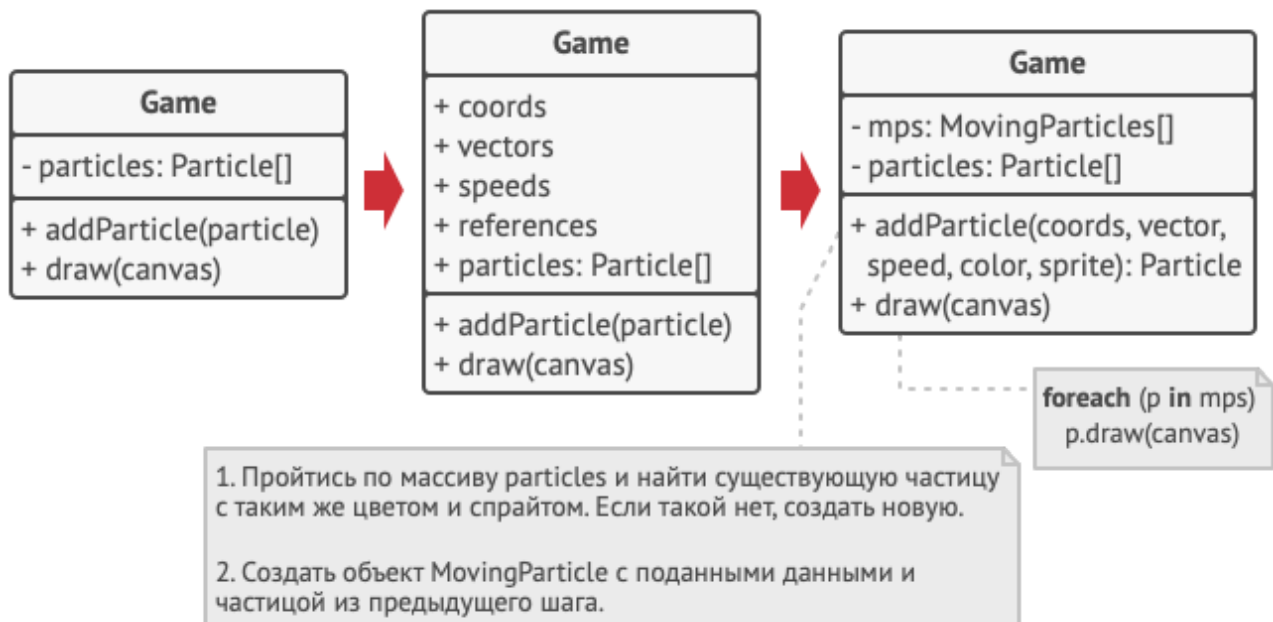 Game
- particles: Particle[]
+ addParticle(particle)
+ draw(canvas)
Game
+ coords
+ vectors
+ speeds
+ references
+ particles: Particle[]
+ addParticle(particle)
+ draw(canvas)
Game
- mps: MovingParticles[]
- particles: Particle[]
+ addParticle(coords, vector,
speed, color, sprite): Particle
+ draw(canvas)
foreach (p in mps)
p.draw(canvas)
1. Пройтись по массиву particles и найти существующую частицу
с таким же цветом и спрайтом. Если такой нет, создать новую.
2. Создать объект MovingParticle с поданными данными и
частицой из предыдущего шага.